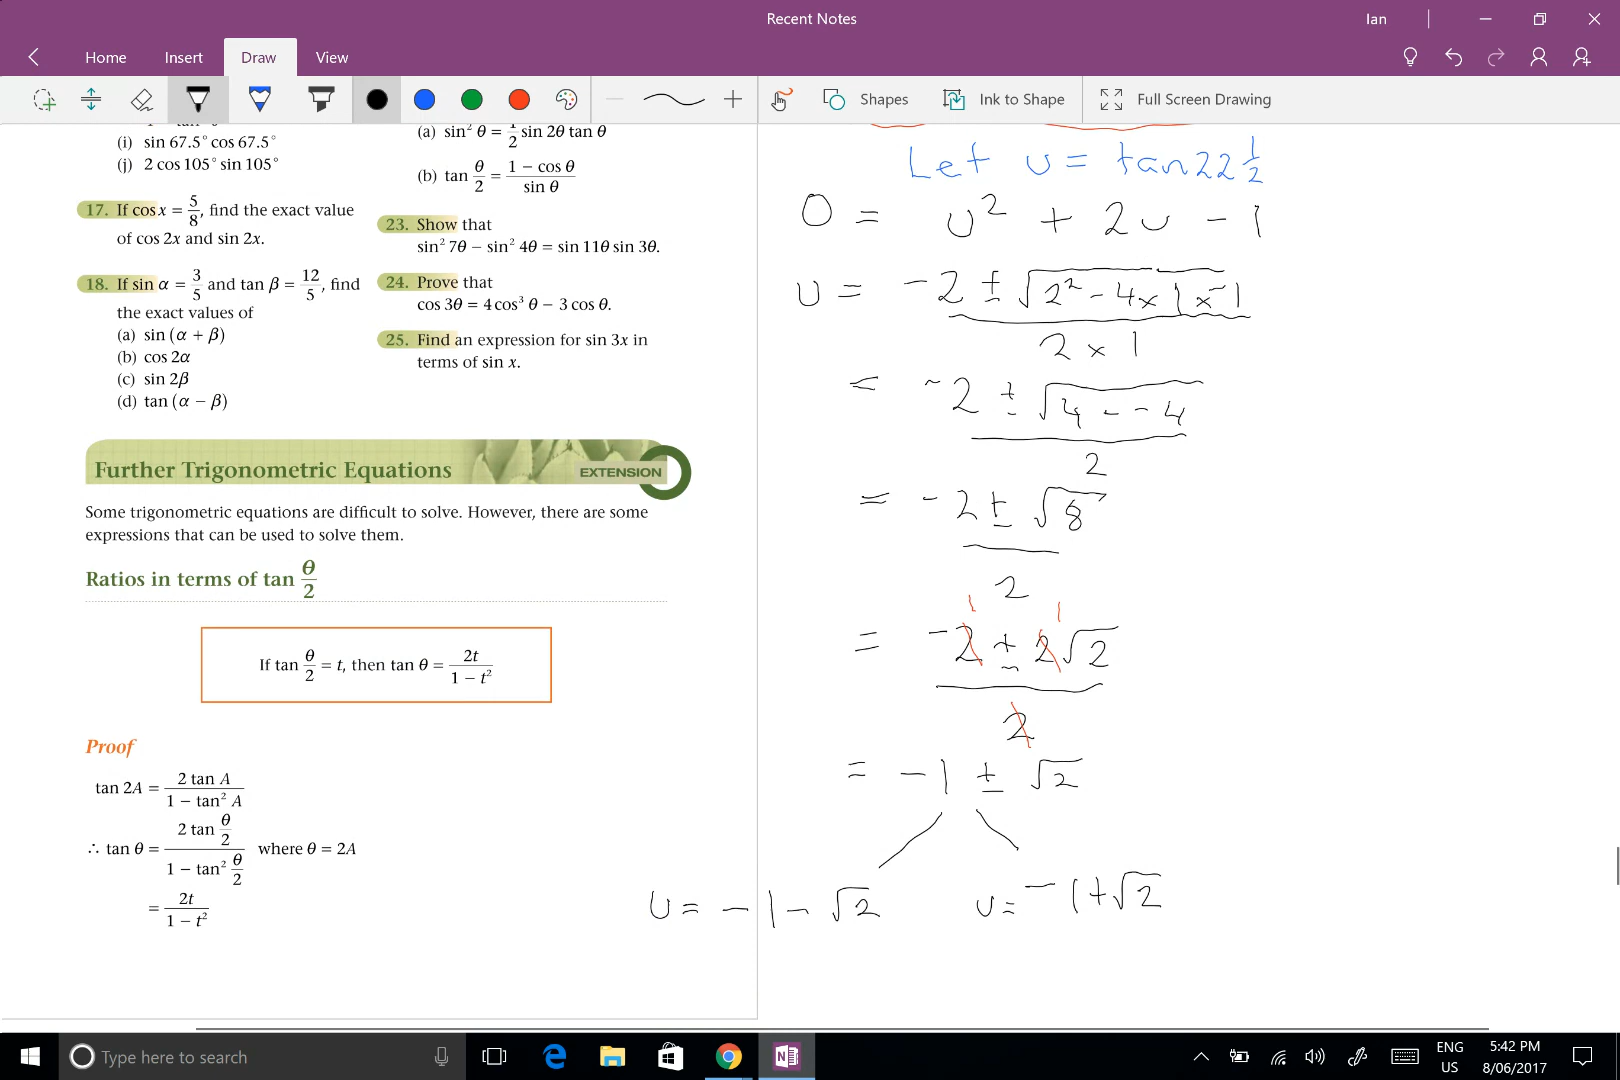 Recent Notes
Ian
Home Insert Draw View
Shapes Ink to Shape Full Screen Drawing
(i) sin 67.5° cos 67.5°
(j) 2 cos 105° sin 105°
17. If cos x = 5/8, find the exact value
of cos 2x and sin 2x.
18. If sin α = 3/5 and tan β = 12/5, find
the exact values of
(a) sin (α + β)
(b) cos 2α
(c) sin 2β
(d) tan (α − β)
(a) sin² θ = 1/2 sin 2θ tan θ
(b) tan θ/2 = (1 − cos θ)/(sin θ)
23. Show that
sin² 7θ − sin² 4θ = sin 11θ sin 3θ.
24. Prove that
cos 3θ = 4 cos³ θ − 3 cos θ.
25. Find an expression for sin 3x in
terms of sin x.
Further Trigonometric Equations EXTENSION
Some trigonometric equations are difficult to solve. However, there are some
expressions that can be used to solve them.
Ratios in terms of tan θ/2
If tan θ/2 = t, then tan θ = 2t/(1 − t²)
Proof
tan 2A = (2 tan A)/(1 − tan² A)
∴ tan θ = (2 tan θ/2)/(1 − tan² θ/2) where θ = 2A
= 2t/(1 − t²)
Let u = tan 22 1/2
0 = u² + 2u − 1
u = (-2 ± √(2² − 4 x 1 x -1))/(2 x 1)
= (-2 ± √(4 - -4))/2
= (-2 ± √8)/2
1 1
= (-2 ± 2√2)/2
= -1 ± √2
u = -1 - √2 u = -1 + √2
Type here to search
ENG
US
5:42 PM
8/06/2017